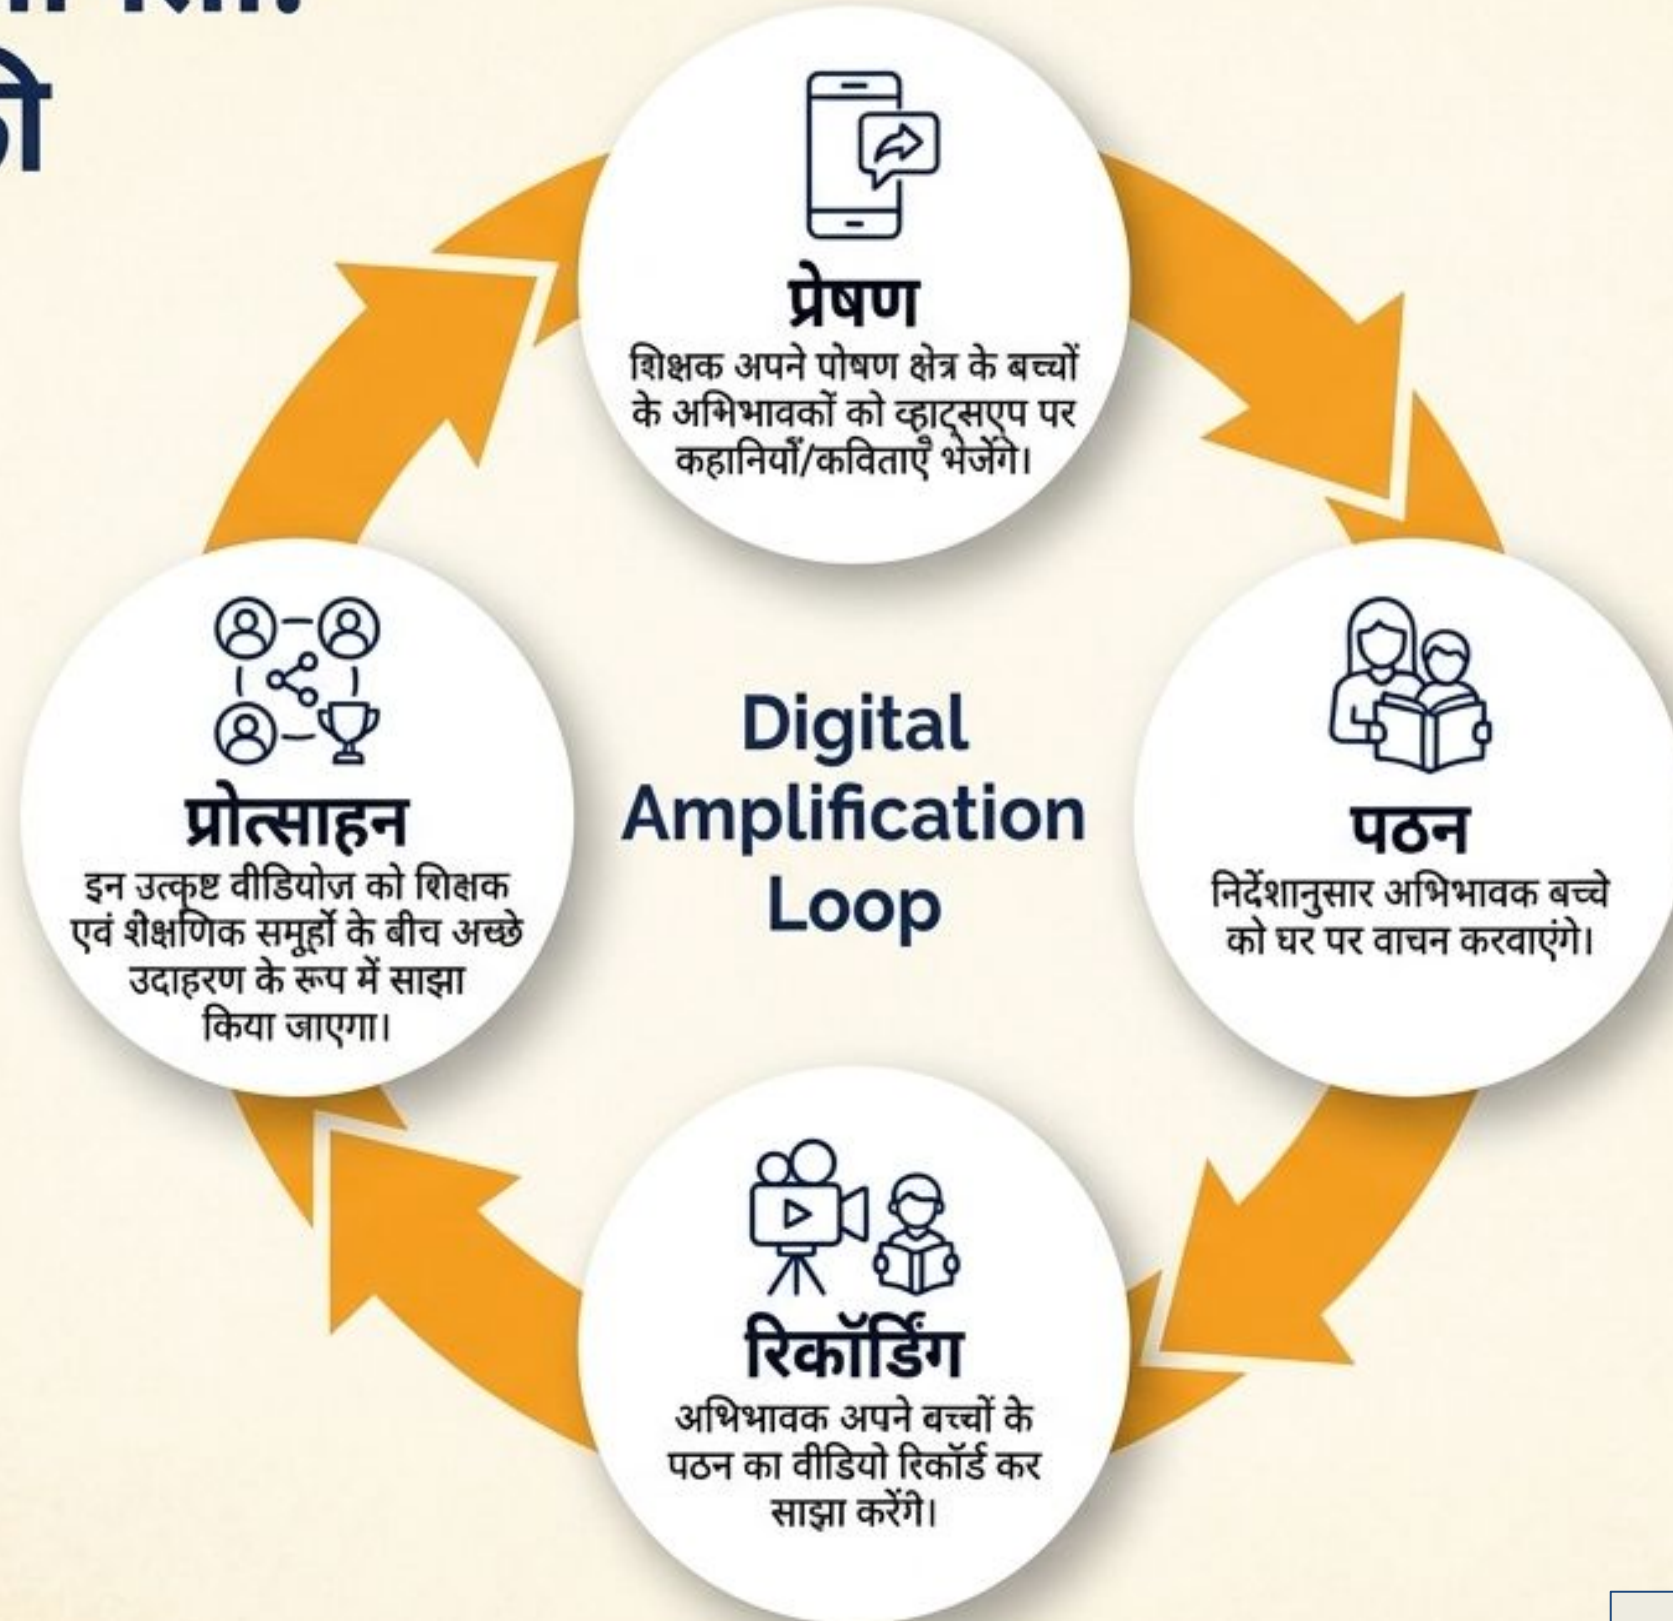 की
प्रेषण
शिक्षक अपने पोषण क्षेत्र के बच्चों
के अभिभावकों को व्हाट्सएप पर
कहानियोँ/कविताएँ भेजेंगे।
पठन
निर्देशानुसार अभिभावक बच्चे
को घर पर वाचन करवाएंगे।
रिकॉर्डिंग
अभिभावक अपने बच्चों के
पठन का वीडियो रिकॉर्ड कर
साझा करेंगे।
प्रोत्साहन
इन उत्कृष्ट वीडियोज़ को शिक्षक
एवं शैक्षणिक समूहों के बीच अच्छे
उदाहरण के रूप में साझा
किया जाएगा।
Digital
Amplification
Loop